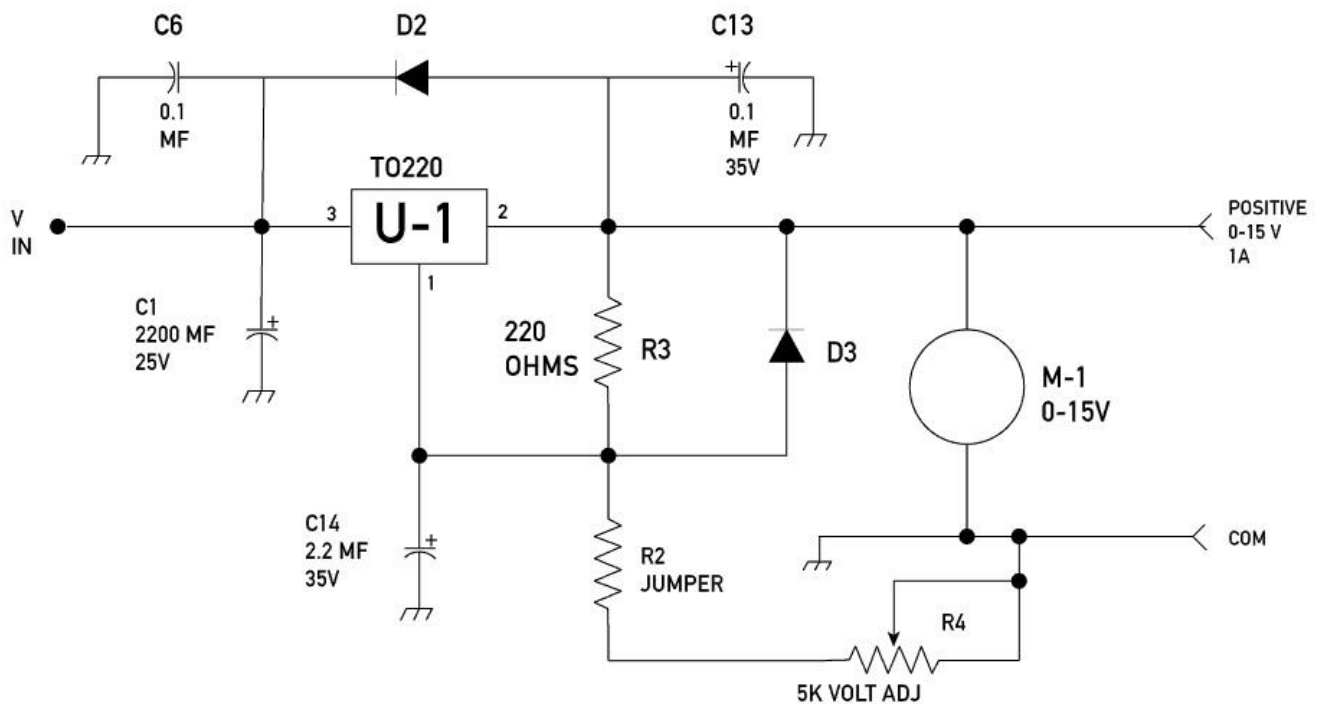 C6
D2
C13
+
0.1
MF
0.1
MF
35V
TO220
V
IN
3
U-1
2
1
POSITIVE
0-15 V
1A
C1
2200 MF
25V
+
220
OHMS
R3
D3
M-1
0-15V
C14
2.2 MF
35V
+
R2
JUMPER
COM
R4
5K VOLT ADJ